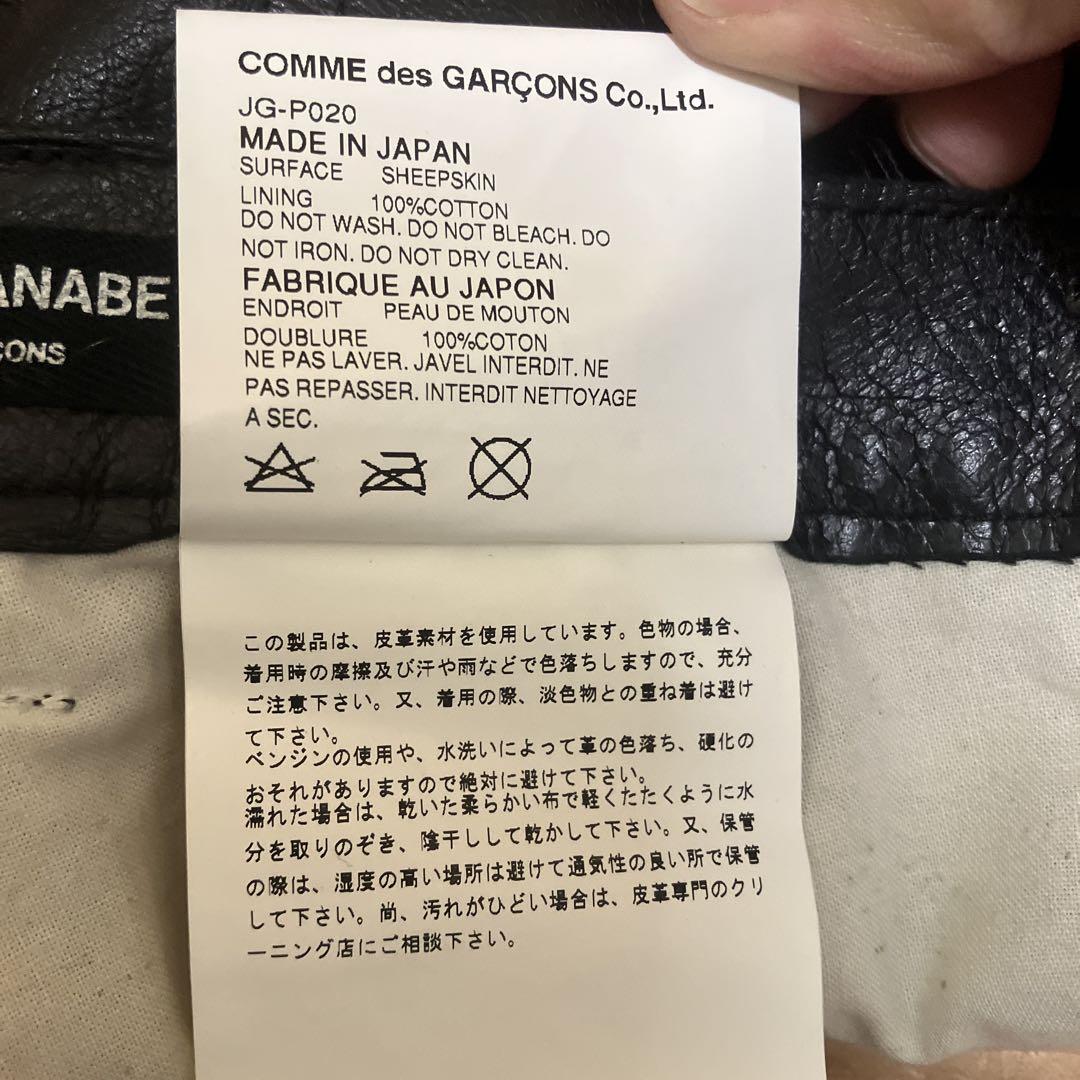 COMME des GARÇONS Co.,Ltd.
JG-P020
MADE IN JAPAN
SURFACE SHEEPSKIN
LINING 100%COTTON
DO NOT WASH. DO NOT BLEACH. DO
NOT IRON. DO NOT DRY CLEAN.
FABRIQUE AU JAPON
ENDROIT PEAU DE MOUTON
DOUBLURE 100%COTON
NE PAS LAVER. JAVEL INTERDIT. NE
PAS REPASSER. INTERDIT NETTOYAGE
A SEC.
ANABE
ÇONS
この製品は、皮革素材を使用しています。色物の場合、
着用時の摩擦及び汗や雨などで色落ちしますので、充分
ご注意下さい。又、着用の際、淡色物との重ね着は避け
て下さい。
ベンジンの使用や、水洗いによって革の色落ち、硬化の
おそれがありますので絶対に避けて下さい。
濡れた場合は、乾いた柔らかい布で軽くたたくように水
分を取りのぞき、陰干しして乾かして下さい。又、保管
の際は、湿度の高い場所は避けて通気性の良い所で保管
して下さい。尚、汚れがひどい場合は、皮革専門のクリ
ーニング店にご相談下さい。